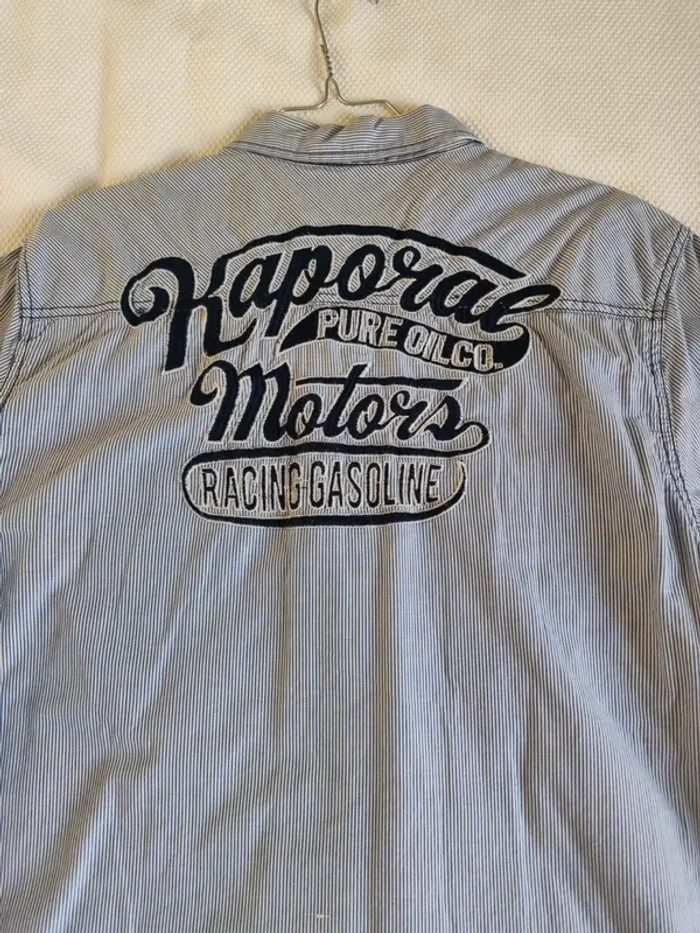 Kaporal
PURE OIL CO.
Motors
RACING-GASOLINE